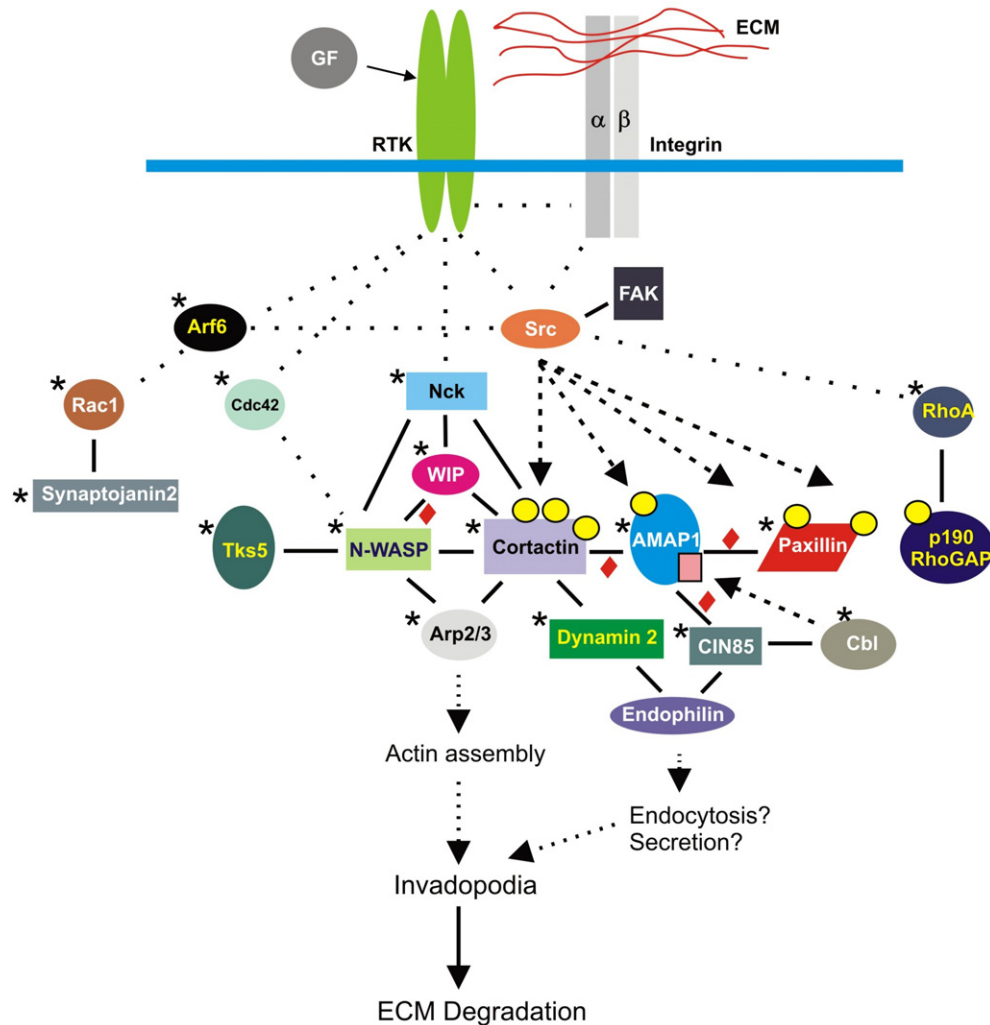 ECM
GF
α β
RTK
Integrin
FAK
Arf6
Src
Nck
Rac1
Cdc42
RhoA
WIP
Synaptojanin2
Tks5
N-WASP
Cortactin
AMAP1
Paxillin
p190
RhoGAP
Arp2/3
Dynamin 2
CIN85
Cbl
Endophilin
Actin assembly
Endocytosis?
Secretion?
Invadopodia
ECM Degradation